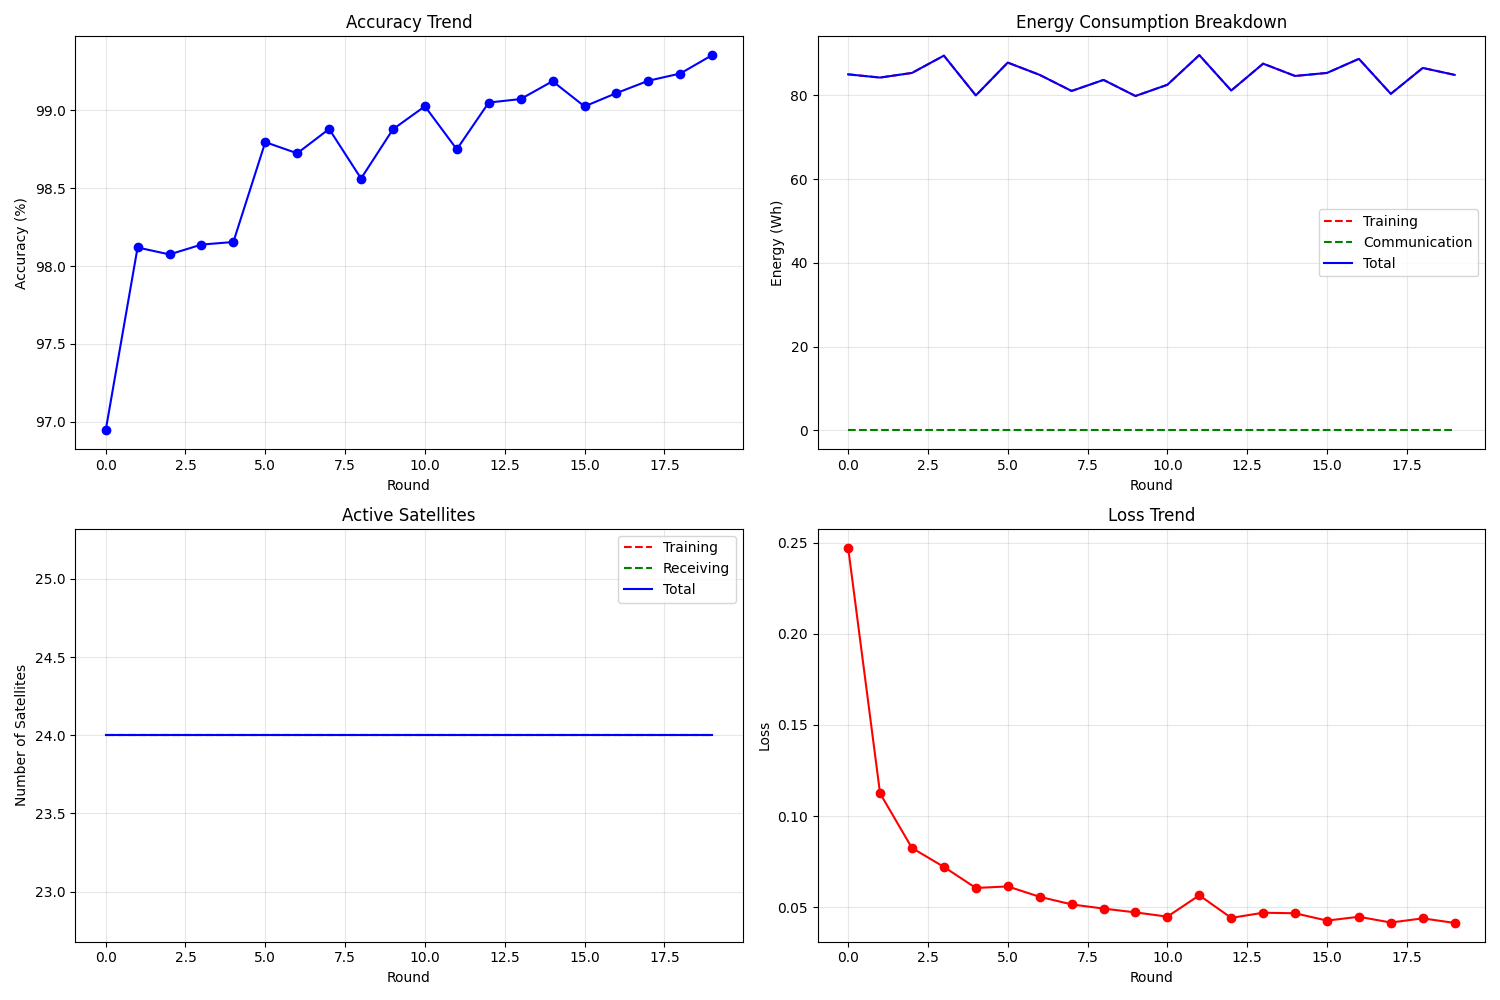 Accuracy Trend
Accuracy (%)
99.0
98.5
98.0
97.5
97.0
0.0 2.5 5.0 7.5 10.0 12.5 15.0 17.5
Round
Energy Consumption Breakdown
Energy (Wh)
80
60
40
20
0
Training
Communication
Total
0.0 2.5 5.0 7.5 10.0 12.5 15.0 17.5
Round
Active Satellites
Number of Satellites
25.0
24.5
24.0
23.5
23.0
Training
Receiving
Total
0.0 2.5 5.0 7.5 10.0 12.5 15.0 17.5
Round
Loss Trend
Loss
0.25
0.20
0.15
0.10
0.05
0.0 2.5 5.0 7.5 10.0 12.5 15.0 17.5
Round